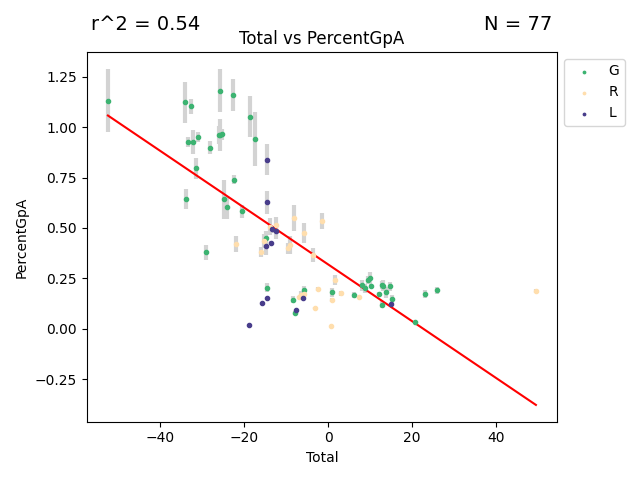 r^2 = 0.54
N = 77
Total vs PercentGpA
G
R
L
1.25
1.00
0.75
0.50
0.25
0.00
−0.25
PercentGpA
−40
−20
0
20
40
Total